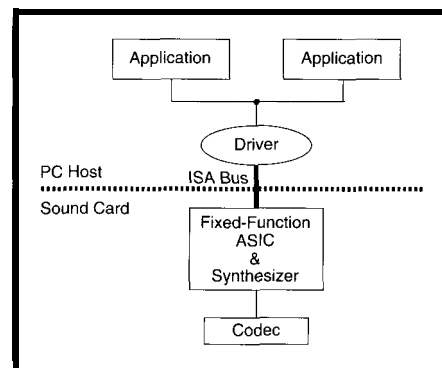 Application
Application
Driver
PC Host
ISA Bus
Sound Card
Fixed-Function
ASIC
&
Synthesizer
Codec